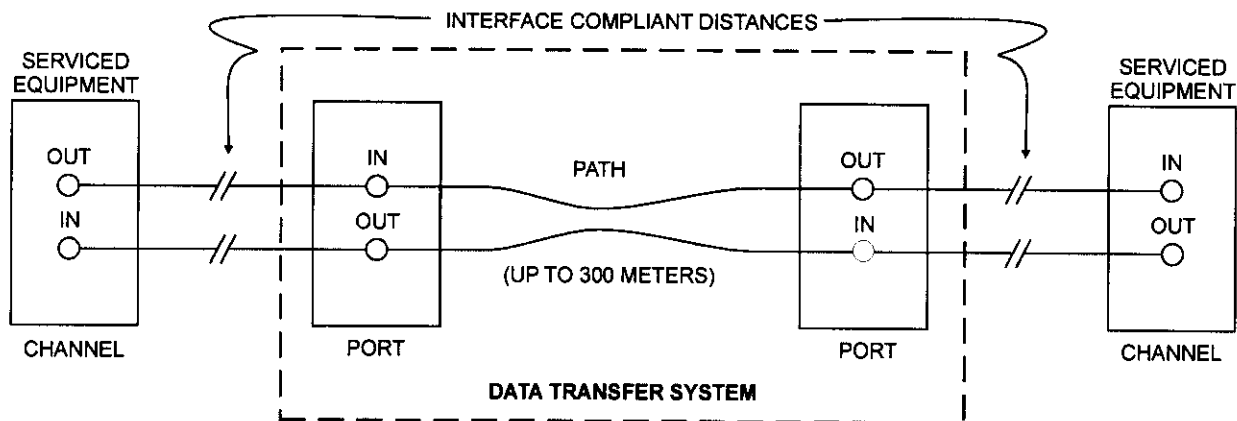 INTERFACE COMPLIANT DISTANCES
SERVICED
EQUIPMENT
SERVICED
EQUIPMENT
OUT
IN
PATH
OUT
IN
IN
OUT
IN
OUT
(UP TO 300 METERS)
CHANNEL
PORT
PORT
CHANNEL
DATA TRANSFER SYSTEM